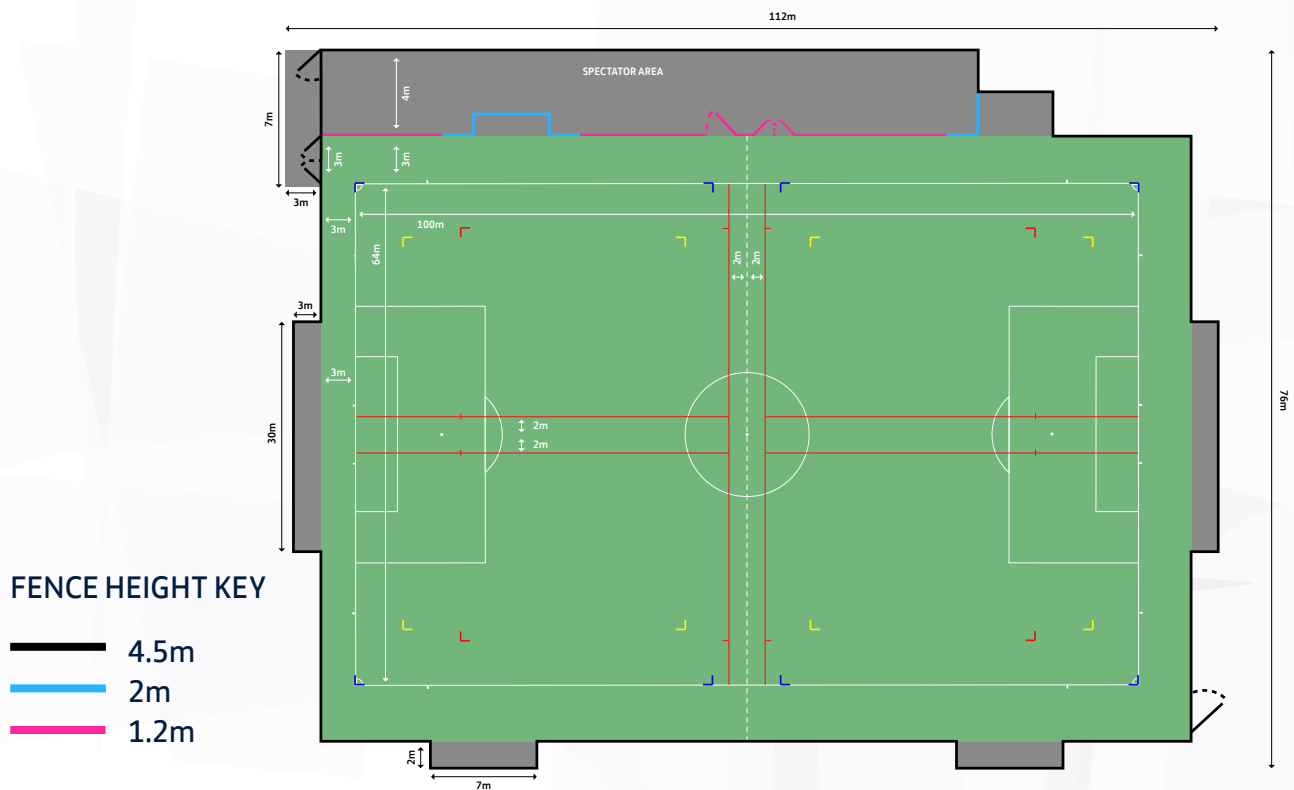 112m
SPECTATOR AREA
4m
7m
3m
3m
3m
3m
100m
64m
2m
2m
3m
3m
30m
2m
2m
76m
FENCE HEIGHT KEY
4.5m
2m
1.2m
2m
7m